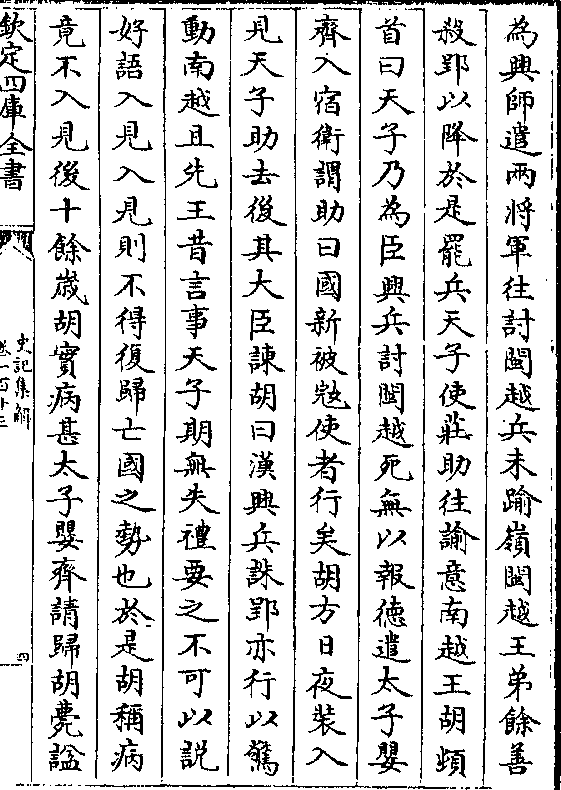 為興師遣兩將軍往討閩越兵未踰嶺閩越王弟餘善
殺郢以降於是罷兵天子使莊助往諭意南越王胡頓
首曰天子乃為臣興兵討閩越死無以報徳遣太子嬰
齊入宿衛謂助曰國新被冦使者行矣胡方日夜裝入
見天子助去後其大臣諫胡曰漢興兵誅郢亦行以驚
動南越且先王昔言事天子期無失禮要之不可以説
好語入見入見則不得復歸亡國之勢也於是胡稱病
竟不入見後十餘嵗胡實病甚太子嬰齊請歸胡薨諡
欽定四庫全書
史記集解
卷一百十三
四